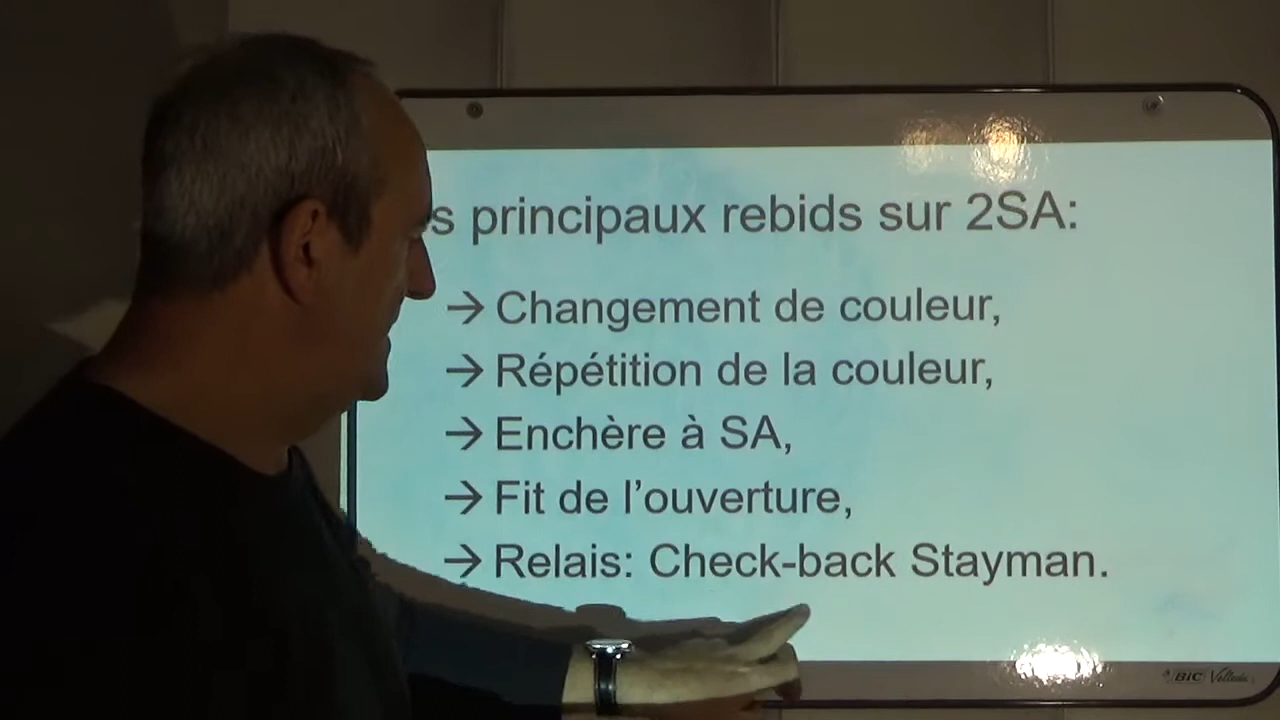 s principaux rebids sur 2SA:
→ Changement de couleur,
→ Répétition de la couleur,
→ Enchère à SA,
→ Fit de l’ouverture,
→ Relais: Check-back Stayman.
BIC Velleda